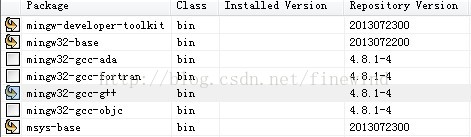 Package Class Installed Version Repository Version
mingw-developer-toolkit bin 2013072300
mingw32-base bin 2013072200
mingw32-gcc-ada bin 4.8.1-4
mingw32-gcc-fortran bin 4.8.1-4
http://blog.csdn.net/
mingw32-gcc-g++ bin 4.8.1-4
mingw32-gcc-objc bin 4.8.1-4
msys-base bin 2013072300